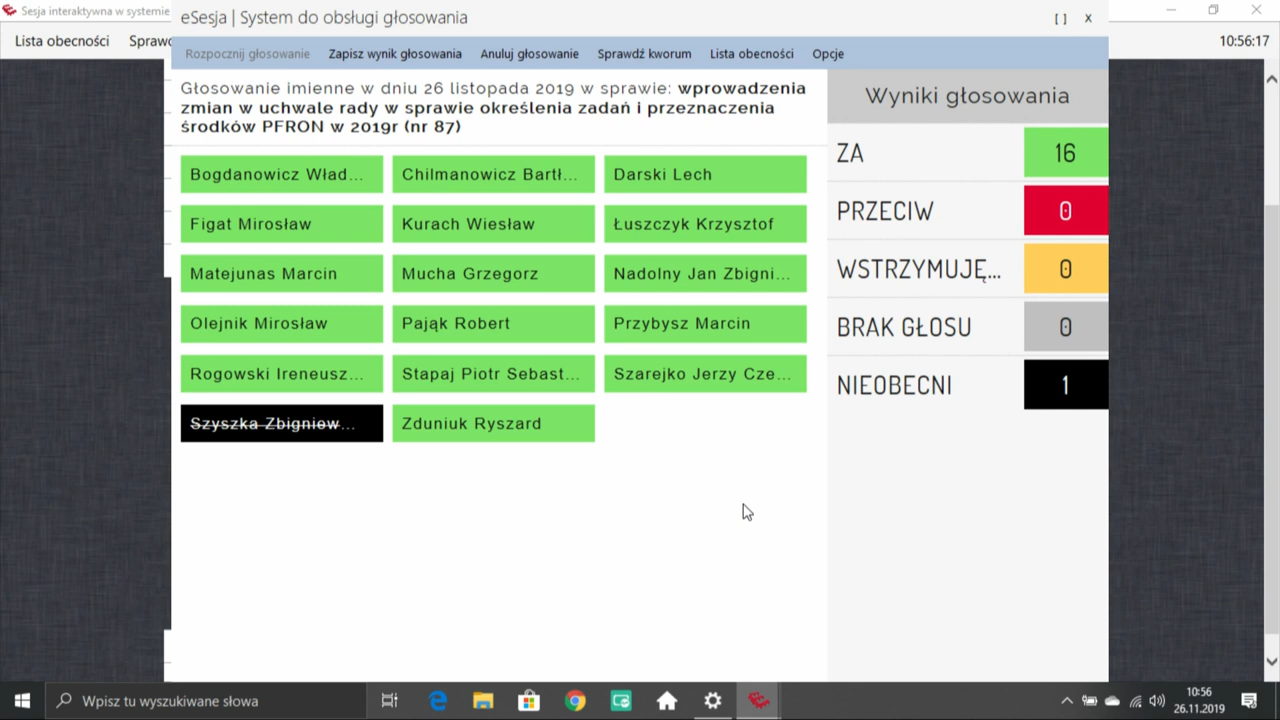 Sesja interaktywna w systemie
eSesja | System do obsługi głosowania
[ ] x
Lista obecności Spraw
10:56:17
Rozpocznij głosowanie Zapisz wynik głosowania Anuluj głosowanie Sprawdź kworum Lista obecności Opcje
Głosowanie imienne w dniu 26 listopada 2019 w sprawie: wprowadzenia
zmian w uchwale rady w sprawie określenia zadań i przeznaczenia
środków PFRON w 2019r (nr 87)
Bogdanowicz Wład... Chilmanowicz Bartł... Darski Lech
Figat Mirosław Kurach Wiesław Łuszczyk Krzysztof
Matejunas Marcin Mucha Grzegorz Nadolny Jan Zbigni...
Olejnik Mirosław Pająk Robert Przybysz Marcin
Rogowski Ireneusz... Stapaj Piotr Sebast... Szarejko Jerzy Cze...
Szyszka Zbigniew... Zduniuk Ryszard
Wyniki głosowania
ZA 16
PRZECIW 0
WSTRZYMUJĘ... 0
BRAK GŁOSU 0
NIEOBECNI 1
Wpisz tu wyszukiwane słowa
10:56
26.11.2019